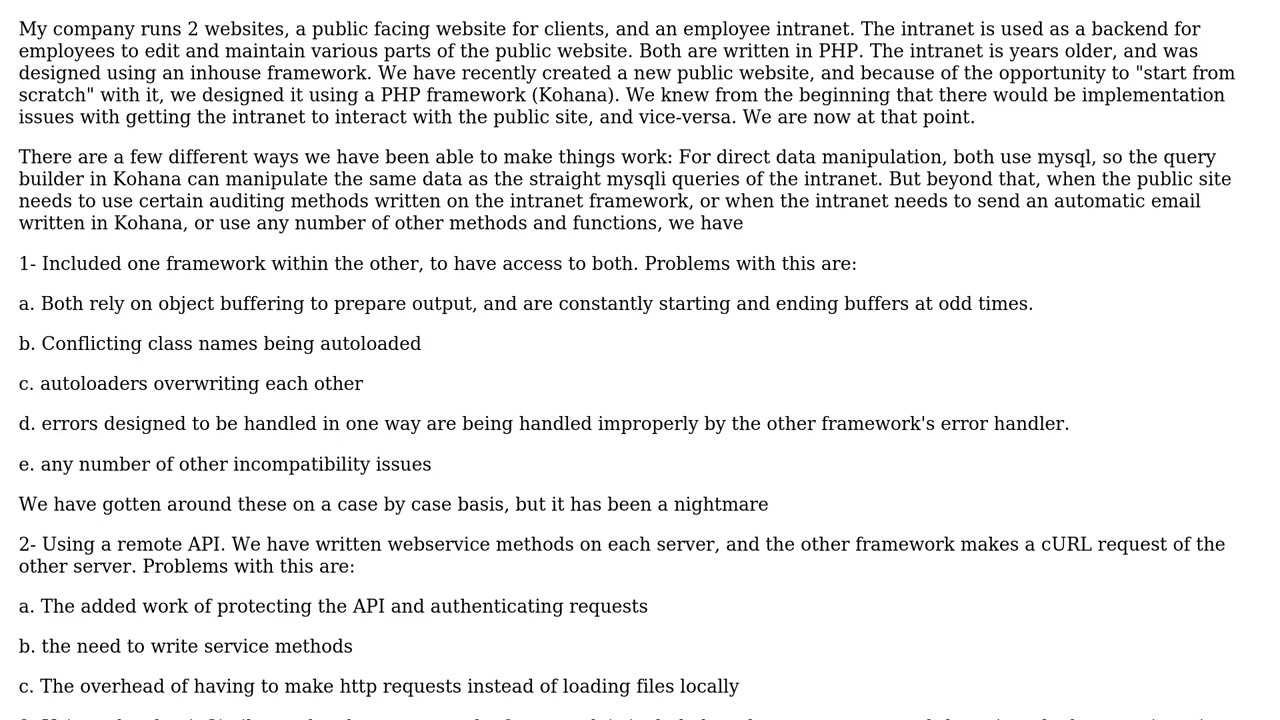 My company runs 2 websites, a public facing website for clients, and an employee intranet. The intranet is used as a backend for
employees to edit and maintain various parts of the public website. Both are written in PHP. The intranet is years older, and was
designed using an inhouse framework. We have recently created a new public website, and because of the opportunity to "start from
scratch" with it, we designed it using a PHP framework (Kohana). We knew from the beginning that there would be implementation
issues with getting the intranet to interact with the public site, and vice-versa. We are now at that point.
There are a few different ways we have been able to make things work: For direct data manipulation, both use mysql, so the query
builder in Kohana can manipulate the same data as the straight mysqli queries of the intranet. But beyond that, when the public site
needs to use certain auditing methods written on the intranet framework, or when the intranet needs to send an automatic email
written in Kohana, or use any number of other methods and functions, we have
1- Included one framework within the other, to have access to both. Problems with this are:
a. Both rely on object buffering to prepare output, and are constantly starting and ending buffers at odd times.
b. Conflicting class names being autoloaded
c. autoloaders overwriting each other
d. errors designed to be handled in one way are being handled improperly by the other framework's error handler.
e. any number of other incompatibility issues
We have gotten around these on a case by case basis, but it has been a nightmare
2- Using a remote API. We have written webservice methods on each server, and the other framework makes a cURL request of the
other server. Problems with this are:
a. The added work of protecting the API and authenticating requests
b. the need to write service methods
c. The overhead of having to make http requests instead of loading files locally